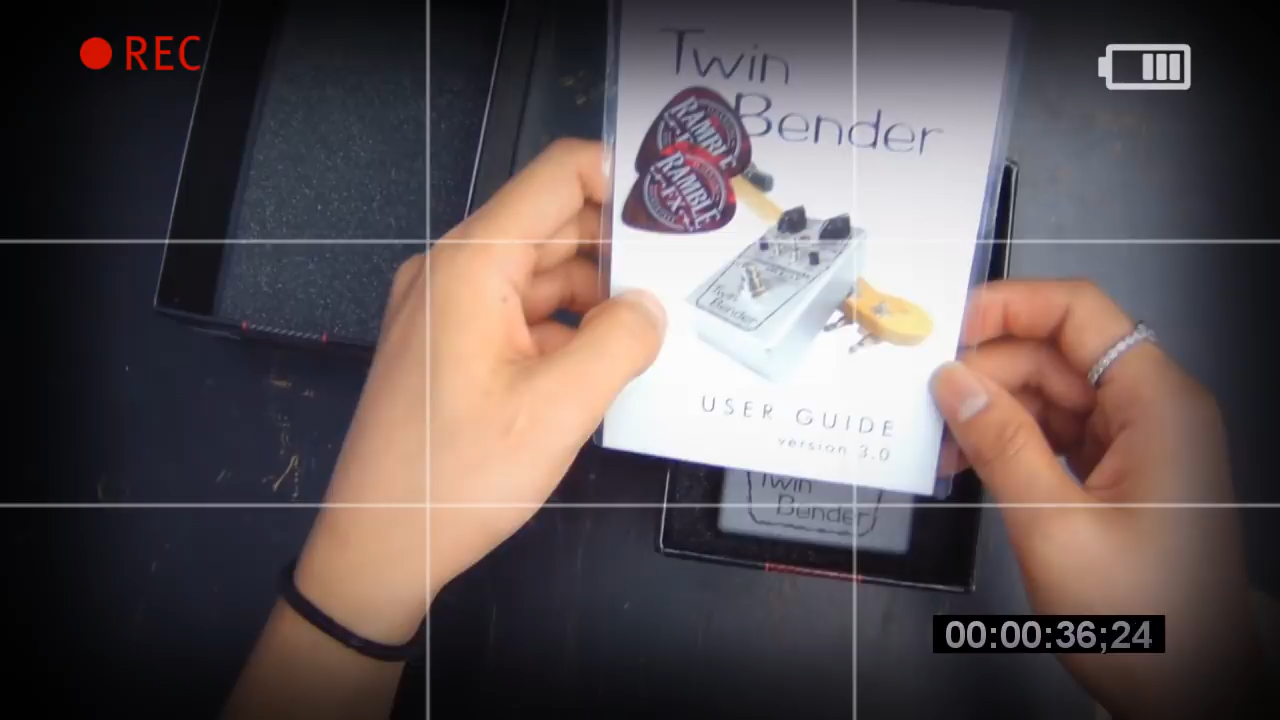 REC
Twin
Bender
RAMBLE
RAMBLE
FX
Twin
Bender
USER GUIDE
version 3.0
Twin
Bender
00:00:36;24